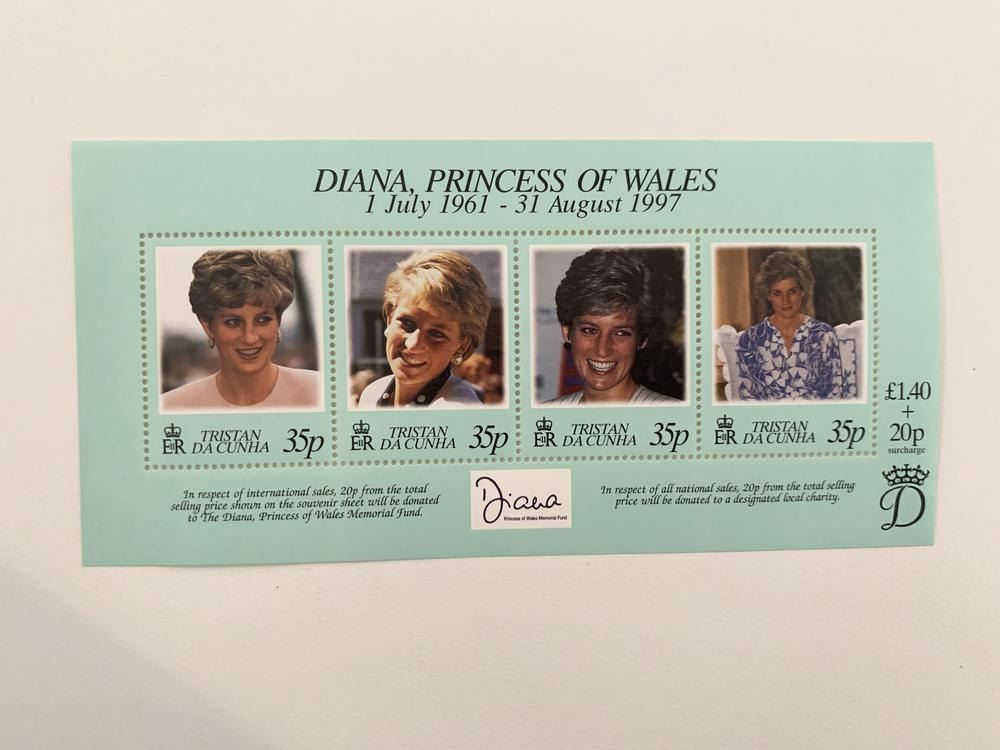 DIANA, PRINCESS OF WALES
1 July 1961 - 31 August 1997
EIIR
TRISTAN
DA CUNHA
35p
EIIR
TRISTAN
DA CUNHA
35p
EIIR
TRISTAN
DA CUNHA
35p
EIIR
TRISTAN
DA CUNHA
35p
£1.40
+
20p
surcharge
D
In respect of international sales, 20p from the total
selling price shown on the souvenir sheet will be donated
to The Diana, Princess of Wales Memorial Fund.
Diana
Princess of Wales Memorial Fund
In respect of all national sales, 20p from the total selling
price will be donated to a designated local charity.